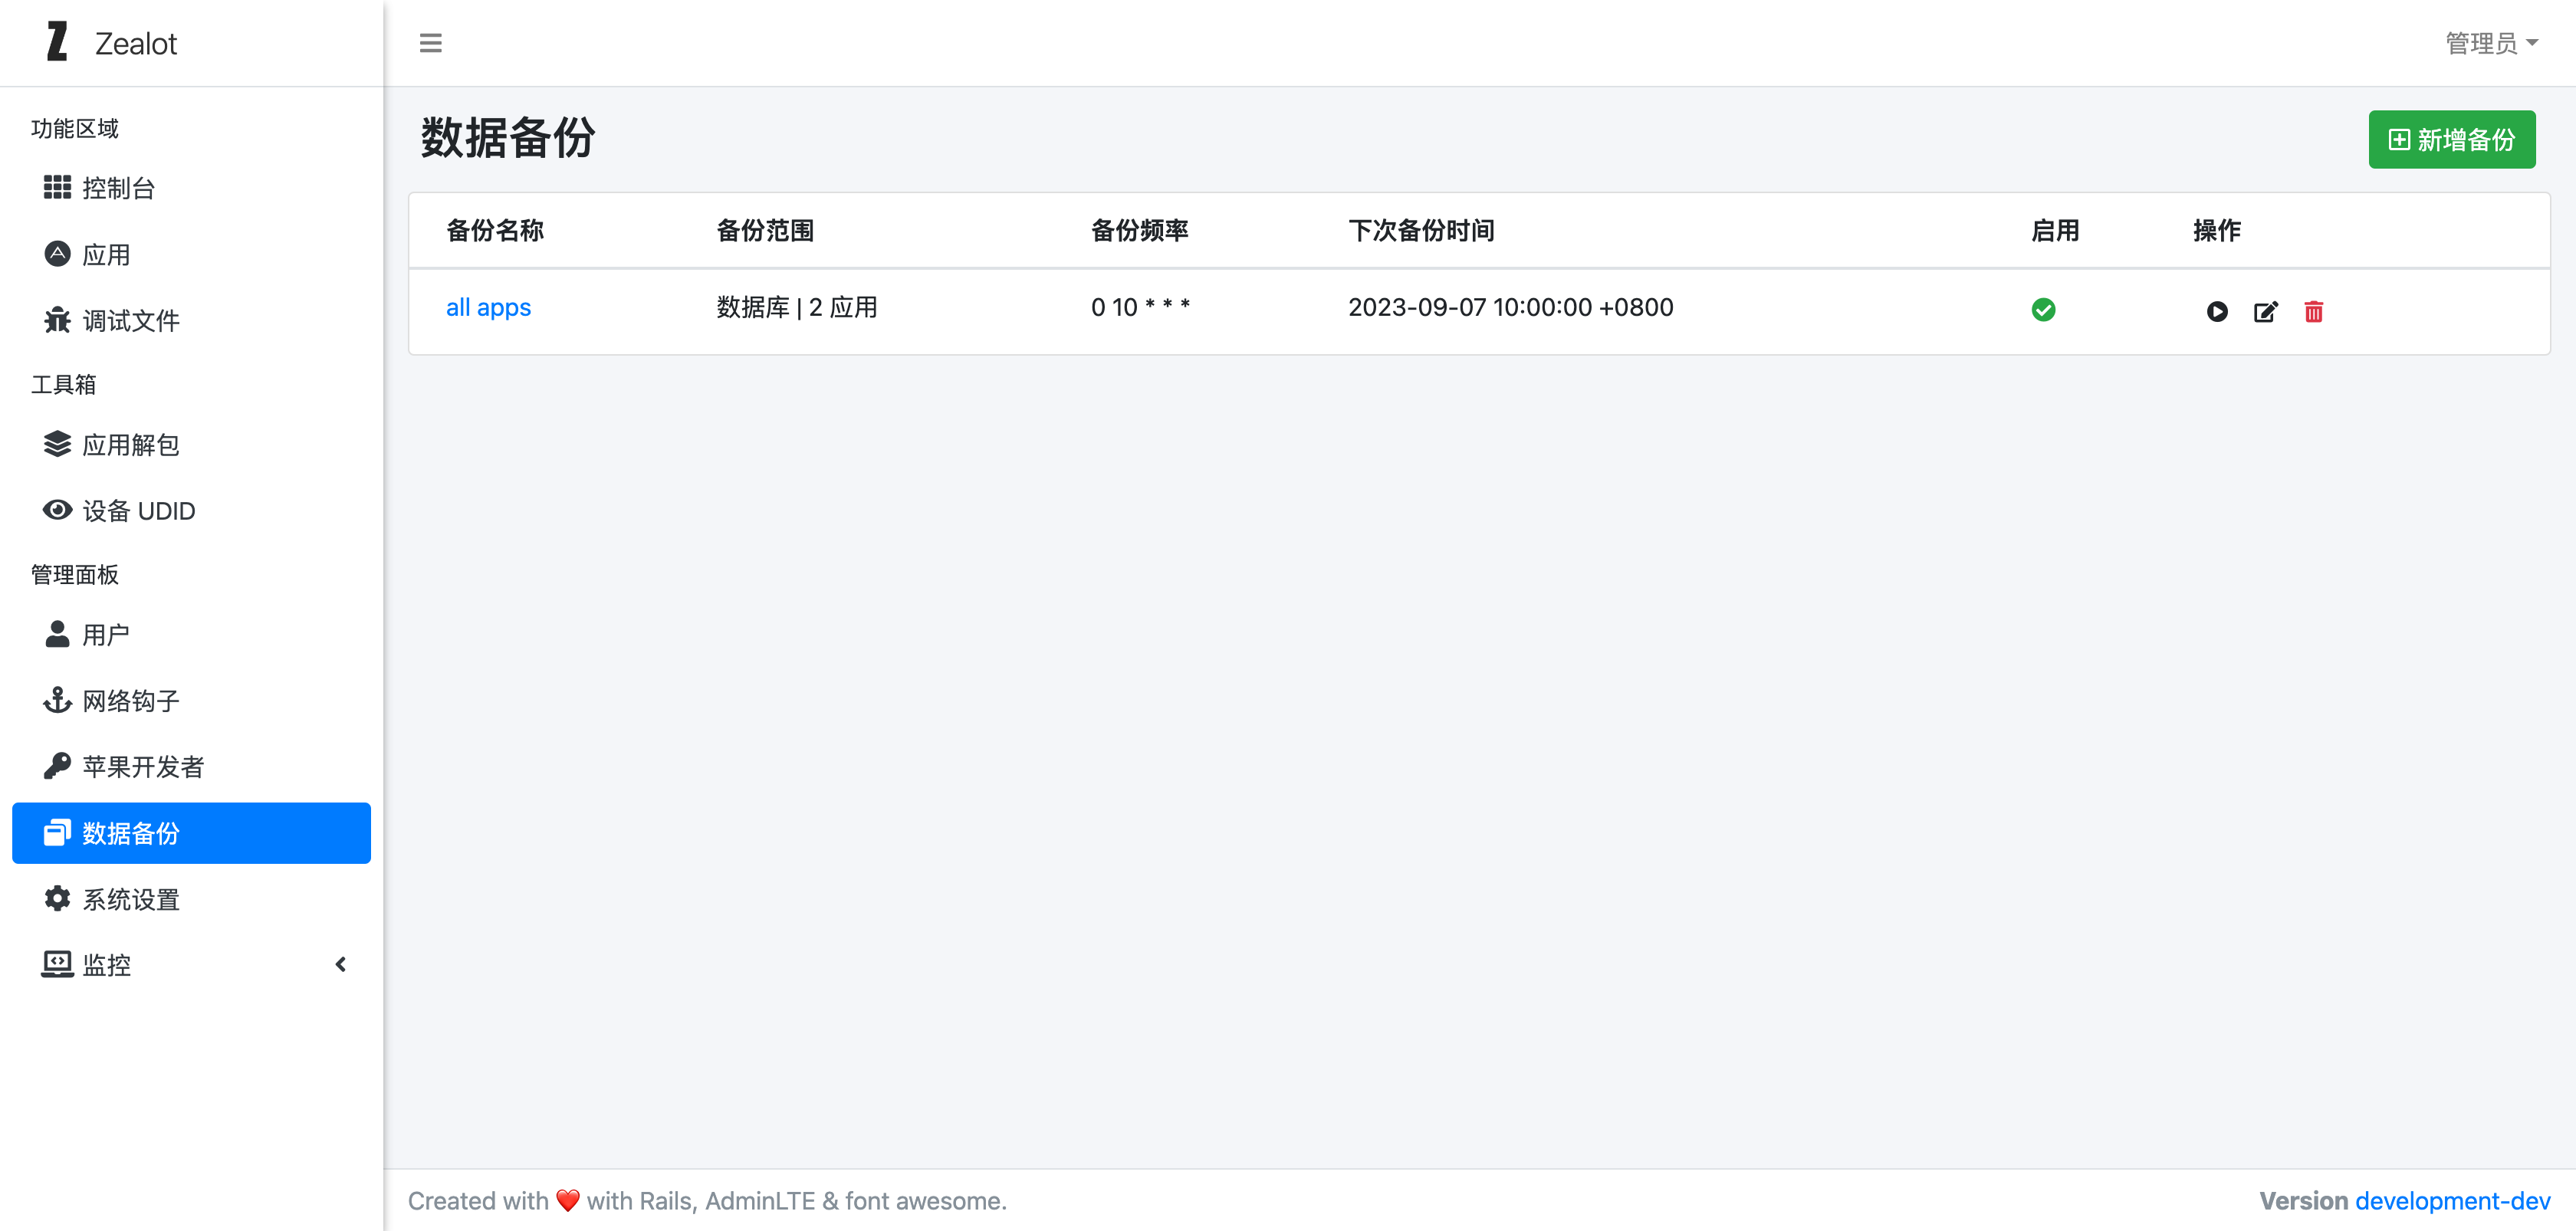 Zealot
管理员
功能区域
控制台
应用
调试文件
工具箱
应用解包
设备 UDID
管理面板
用户
网络钩子
苹果开发者
数据备份
系统设置
监控
数据备份
新增备份
备份名称 备份范围 备份频率 下次备份时间 启用 操作
all apps 数据库 | 2 应用 0 10 * * * 2023-09-07 10:00:00 +0800
Created with ❤️ with Rails, AdminLTE & font awesome.
Version development-dev